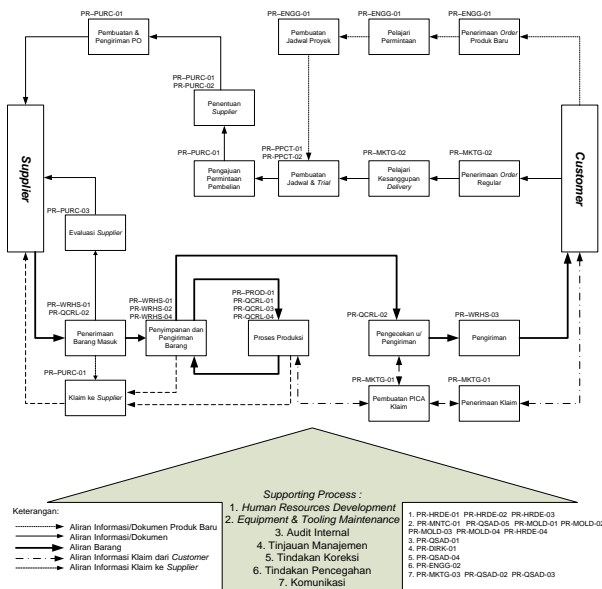 PR-PURC-01
Pembuatan &
Pengiriman PO
PR-ENGG-01
Pembuatan
Jadwal Proyek
PR-ENGG-01
Pelajari
Permintaan
PR-ENGG-01
Penerimaan Order
Produk Baru
PR-PURC-01
PR-PURC-02
Penentuan
Supplier
PR-PURC-01
Pengajuan
Permintaan
Pembelian
PR-PPCT-01
PR-PPCT-02
Pembuatan
Jadwal & Trial
PR-MKTG-02
Pelajari
Kesanggupan
Delivery
PR-MKTG-02
Penerimaan Order
Regular
Supplier
Customer
PR-PURC-03
Evaluasi Supplier
PR-WRHS-01
PR-QCRL-02
Penerimaan
Barang Masuk
PR-WRHS-01
PR-WRHS-02
PR-WRHS-04
Penyimpanan dan
Pengiriman
Barang
PR-PROD-01
PR-QCRL-01
PR-QCRL-03
PR-QCRL-04
Proses Produksi
PR-QCRL-02
Pengecekan u/
Pengiriman
PR-WRHS-03
Pengiriman
PR-PURC-01
Klaim ke Supplier
PR-MKTG-01
Pembuatan PICA
Klaim
PR-MKTG-01
Penerimaan Klaim
Supporting Process :
1. Human Resources Development
2. Equipment & Tooling Maintenance
3. Audit Internal
4. Tinjauan Manajemen
5. Tindakan Koreksi
6. Tindakan Pencegahan
7. Komunikasi
Keterangan:
Aliran Informasi/Dokumen Produk Baru
Aliran Informasi/Dokumen
Aliran Barang
Aliran Informasi Klaim dari Customer
Aliran Informasi Klaim ke Supplier
1. PR-HRDE-01 PR-HRDE-02 PR-HRDE-03
2. PR-MNTC-01 PR-QSAD-05 PR-MOLD-01 PR-MOLD-02
PR-MOLD-03 PR-MOLD-04 PR-HRDE-04
3. PR-QSAD-01
4. PR-DIRK-01
5. PR-QSAD-04
6. PR-ENGG-02
7. PR-MKTG-03 PR-QSAD-02 PR-QSAD-03